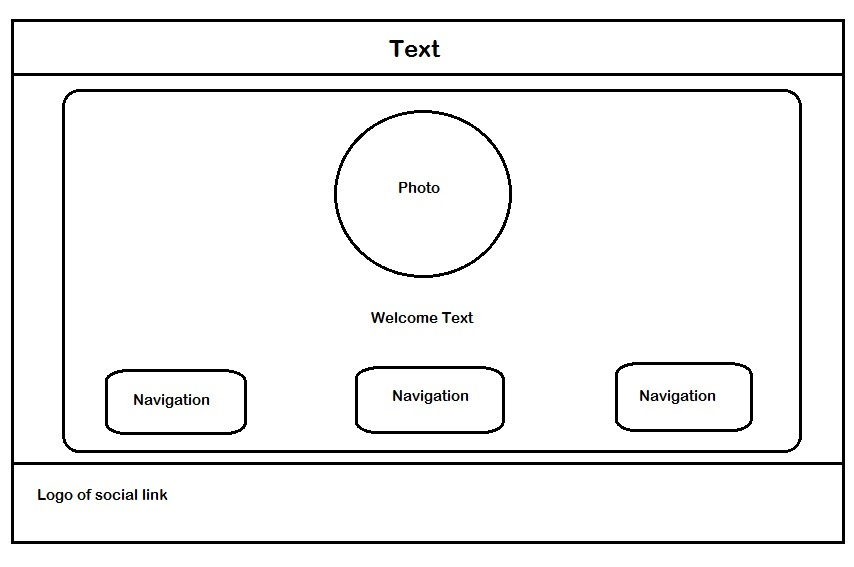 Text
Photo
Welcome Text
Navigation
Navigation
Navigation
Logo of social link